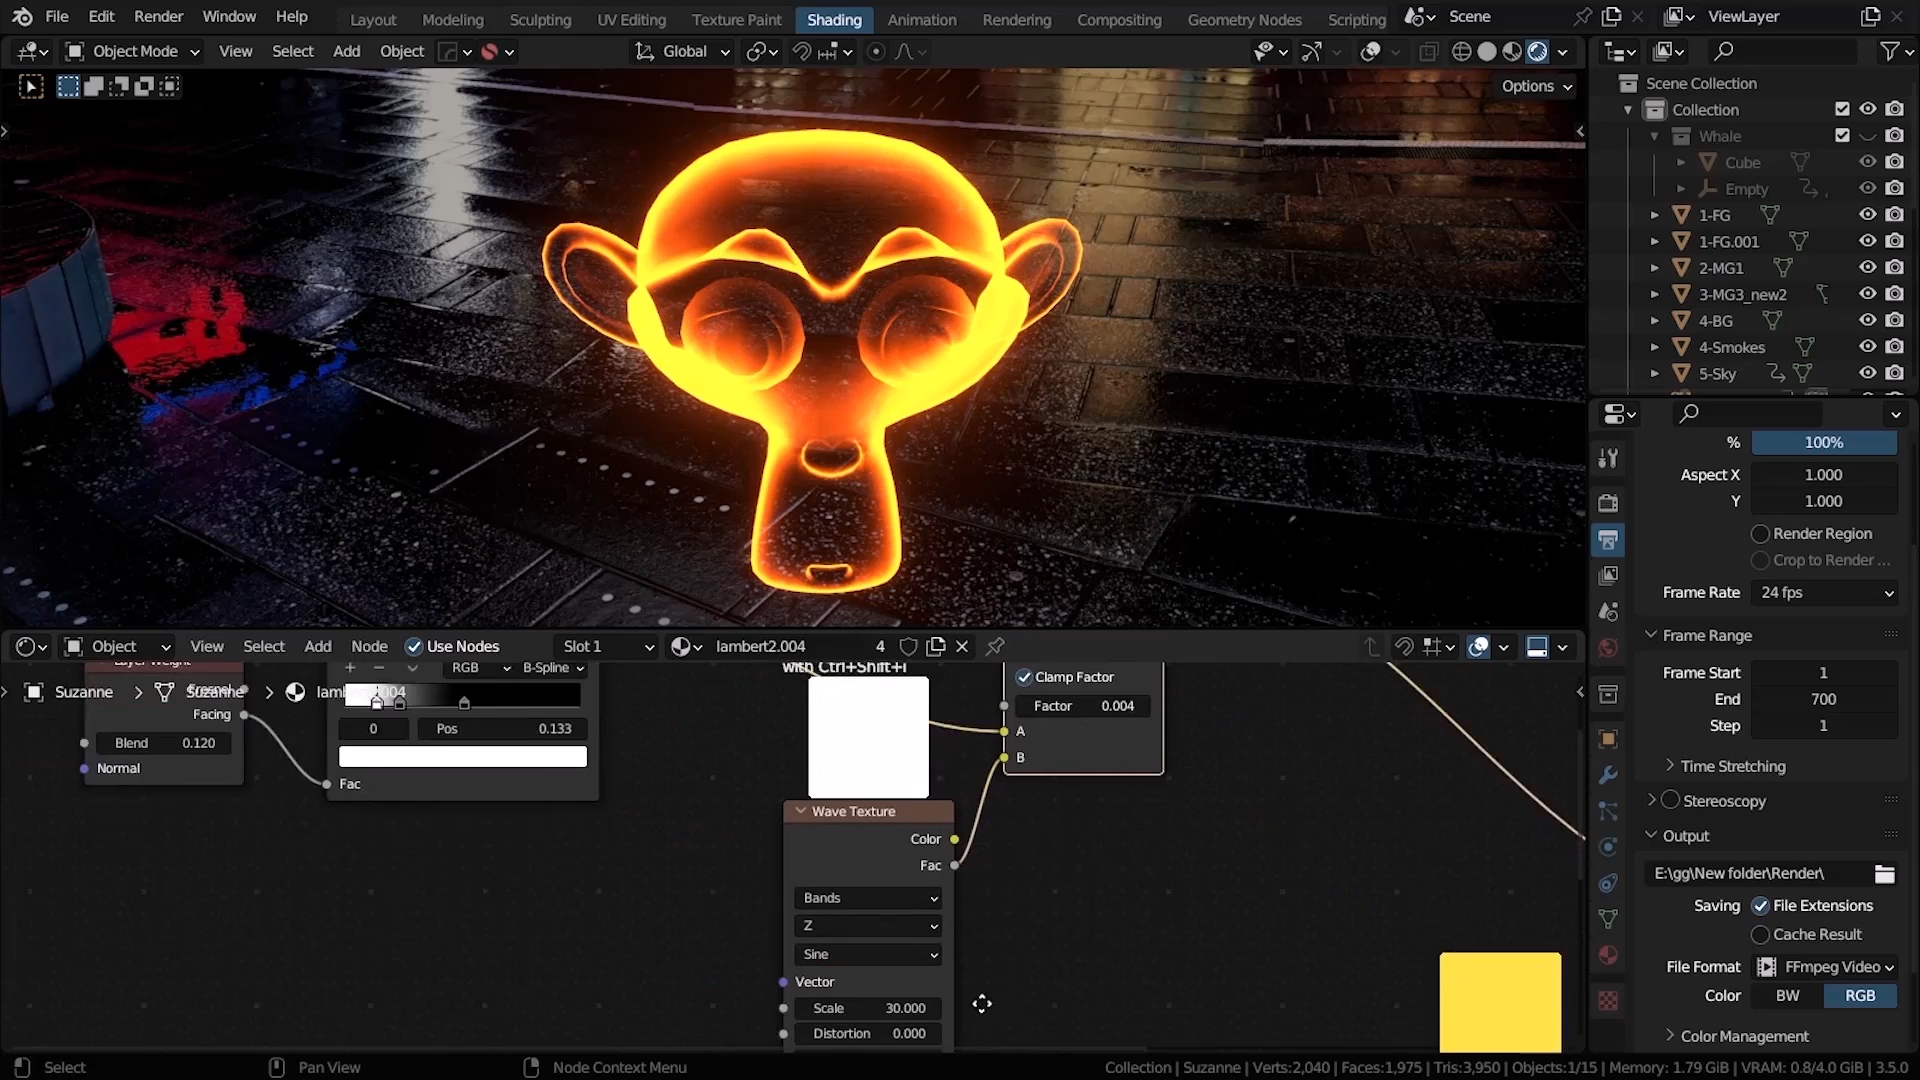 File Edit Render Window Help Layout Modeling Sculpting UV Editing Texture Paint Shading Animation Rendering Compositing Geometry Nodes Scripting Scene ViewLayer
Object Mode View Select Add Object Global
Options
Scene Collection
Collection
Whale
Cube
Empty
1-FG
1-FG.001
2-MG1
3-MG3_new2
4-BG
4-Smokes
5-Sky
% 100%
Aspect X 1.000
Y 1.000
Render Region
Crop to Render ...
Frame Rate 24 fps
Frame Range
Frame Start 1
End 700
Step 1
Time Stretching
Stereoscopy
Output
E:\gg\New folder\Render\
Saving File Extensions
Cache Result
File Format FFmpeg Video
Color BW RGB
Color Management
Object View Select Add Node Use Nodes Slot 1 lambert2.004 4
Layer Weight
Fresnel
Facing
Blend 0.120
Normal
Suzanne Suzanne lambert2.004
RGB B-Spline
0 Pos 0.133
Fac
with Ctrl+Shift+I
Clamp Factor
Factor 0.004
A
B
Wave Texture
Color
Fac
Bands
Z
Sine
Vector
Scale 30.000
Distortion 0.000
Select Pan View Node Context Menu Collection | Suzanne | Verts:2,040 | Faces:1,975 | Tris:3,950 | Objects:1/15 | Memory: 1.79 GiB | VRAM: 0.8/4.0 GiB | 3.5.0